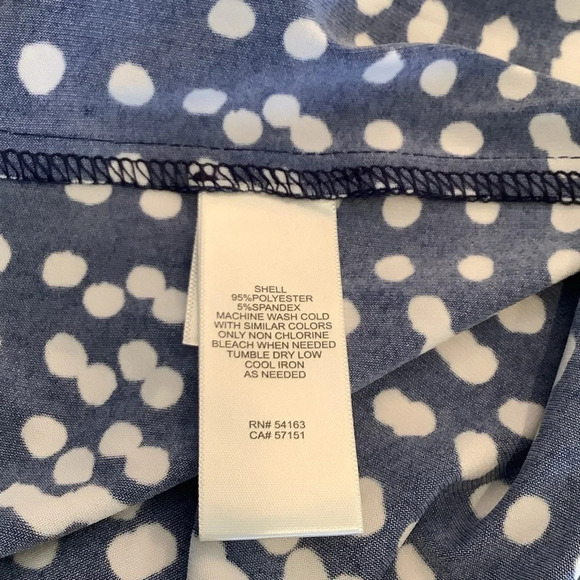 SHELL
95%POLYESTER
5%SPANDEX
MACHINE WASH COLD
WITH SIMILAR COLORS
ONLY NON CHLORINE
BLEACH WHEN NEEDED
TUMBLE DRY LOW
COOL IRON
AS NEEDED
RN# 54163
CA# 57151